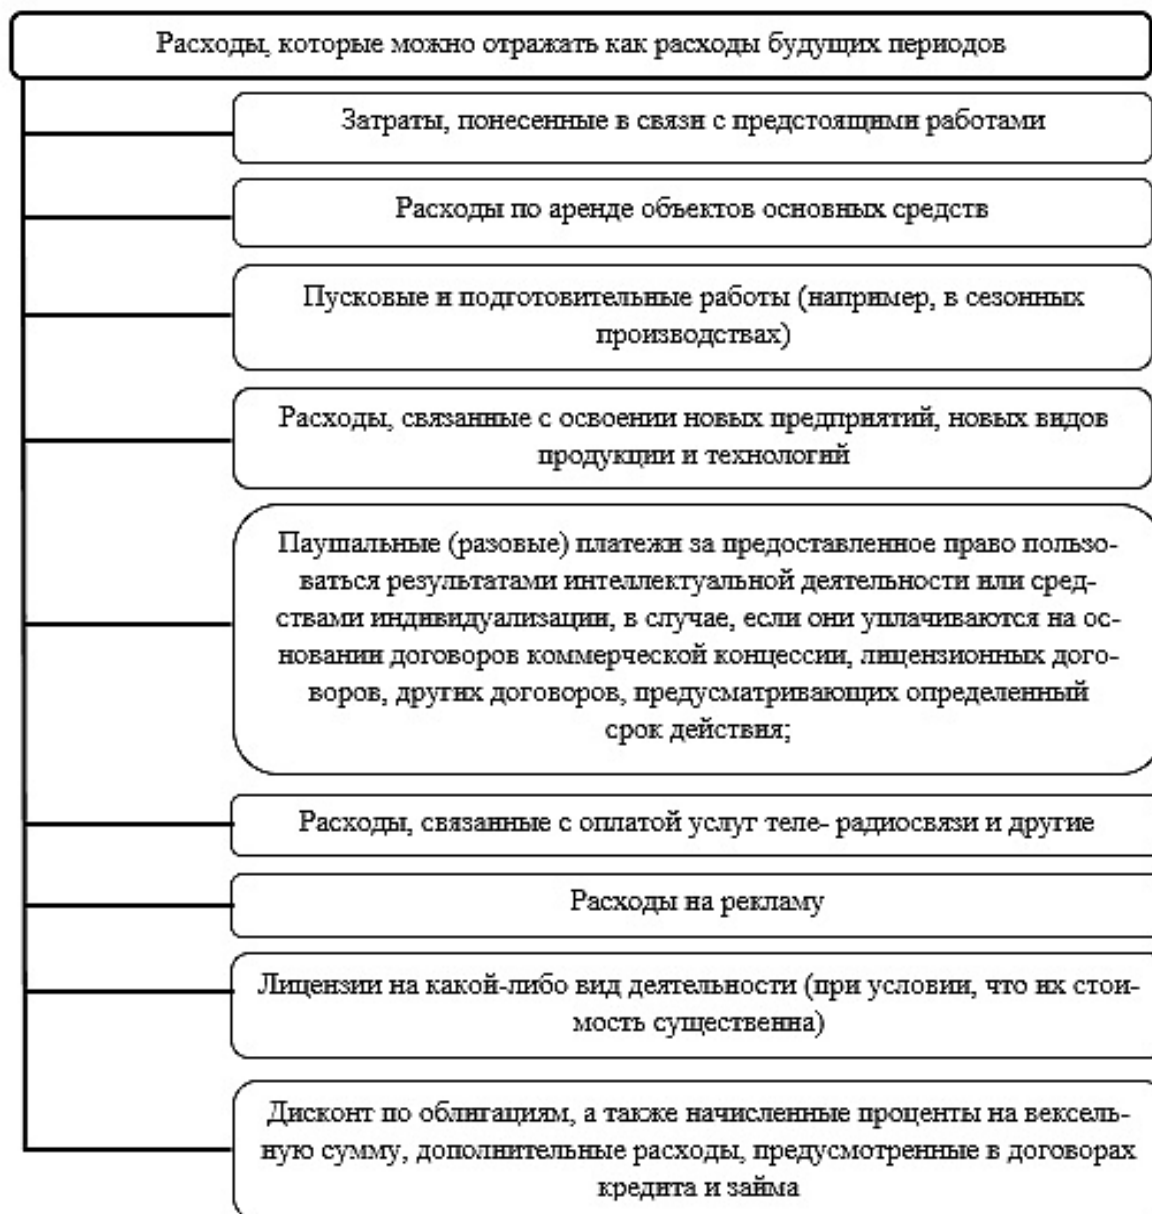 Расходы, которые можно отражать как расходы будущих периодов
Затраты, понесенные в связи с предстоящими работами
Расходы по аренде объектов основных средств
Пусковые и подготовительные работы (например, в сезонных
производствах)
Расходы, связанные с освоении новых предприятий, новых видов
продукции и технологий
Паушальные (разовые) платежи за предоставленное право пользо-
ваться результатами интеллектуальной деятельности или сред-
ствами индивидуализации, в случае, если они уплачиваются на ос-
новании договоров коммерческой концессии, лицензионных дого-
воров, других договоров, предусматривающих определенный
срок действия;
Расходы, связанные с оплатой услуг теле- радиосвязи и другие
Расходы на рекламу
Лицензии на какой-либо вид деятельности (при условии, что их стои-
мость существенна)
Дисконт по облигациям, а также начисленные проценты на вексель-
ную сумму, дополнительные расходы, предусмотренные в договорах
кредита и займа